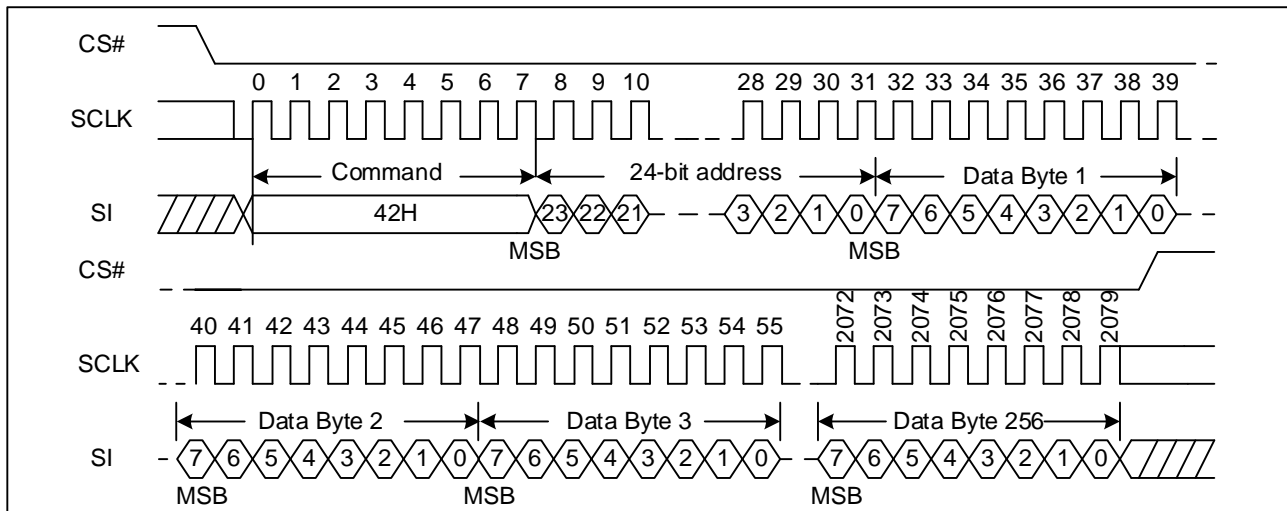 CS#
0 1 2 3 4 5 6 7 8 9 10 28 29 30 31 32 33 34 35 36 37 38 39
SCLK
Command 24-bit address Data Byte 1
SI 42H 23 22 21 3 2 1 0 7 6 5 4 3 2 1 0
MSB MSB
CS#
40 41 42 43 44 45 46 47 48 49 50 51 52 53 54 55 2072 2073 2074 2075 2076 2077 2078 2079
SCLK
Data Byte 2 Data Byte 3 Data Byte 256
SI 7 6 5 4 3 2 1 0 7 6 5 4 3 2 1 0 7 6 5 4 3 2 1 0
MSB MSB MSB